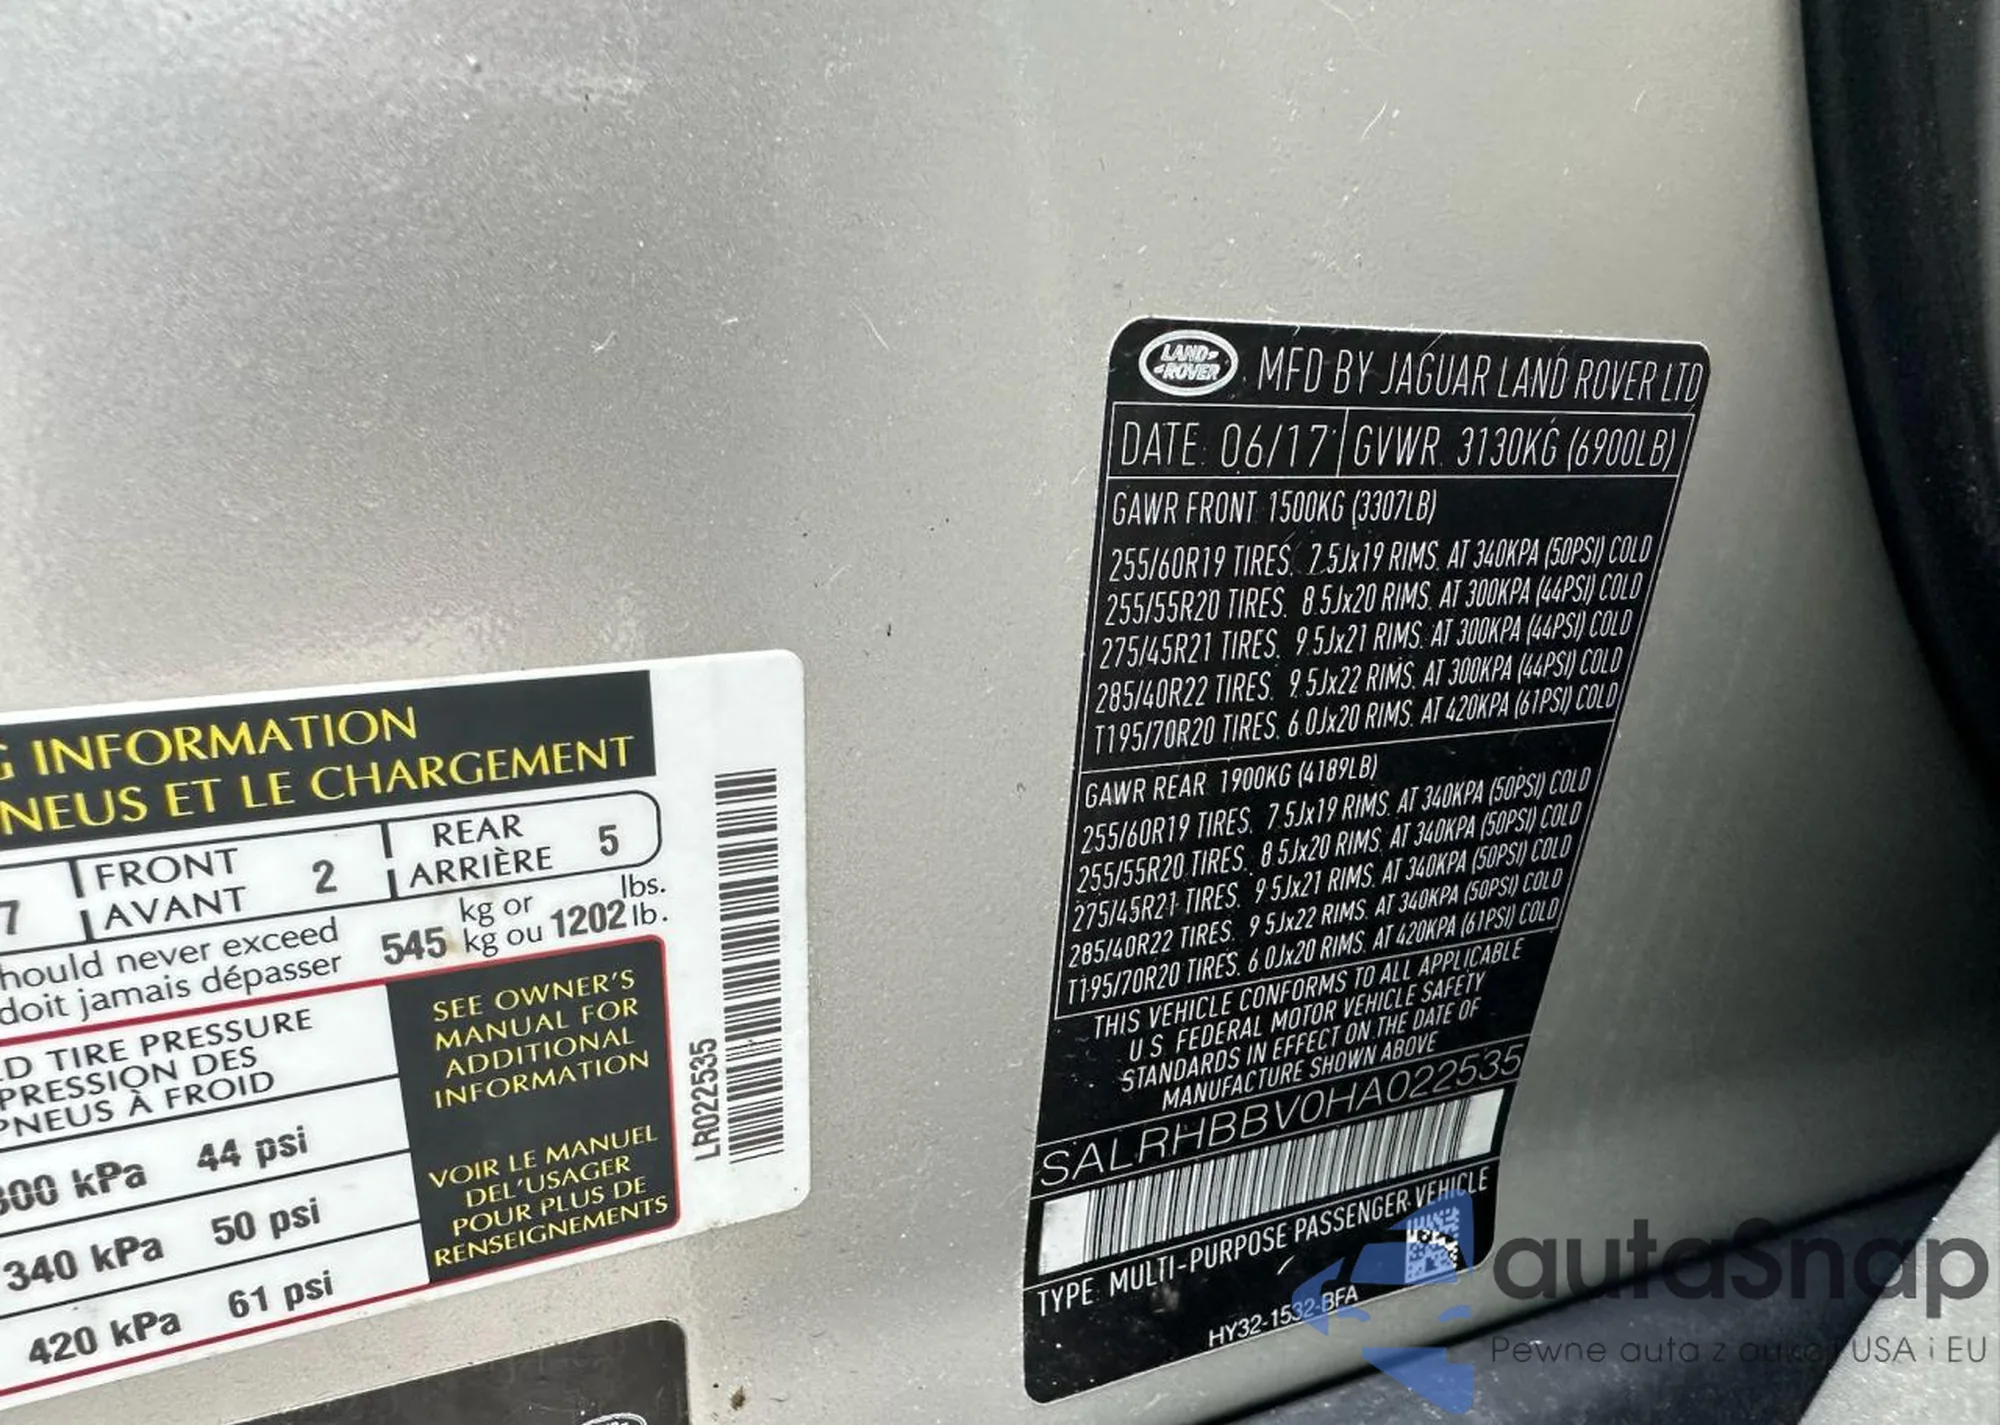 G INFORMATION
NEUS ET LE CHARGEMENT
7 FRONT AVANT 2 REAR ARRIÈRE 5
hould never exceed 545 kg or 1202 lbs.
doit jamais dépasser kg ou lb.
D TIRE PRESSURE
PRESSION DES
PNEUS À FROID
300 kPa 44 psi
340 kPa 50 psi
420 kPa 61 psi
SEE OWNER'S
MANUAL FOR
ADDITIONAL
INFORMATION
VOIR LE MANUEL
DEL'USAGER
POUR PLUS DE
RENSEIGNEMENTS
LR022535
LAND-
-ROVER
MFD BY JAGUAR LAND ROVER LTD
DATE: 06/17 GVWR. 3130KG (6900LB)
GAWR FRONT 1500KG (3307LB)
255/60R19 TIRES. 7.5Jx19 RIMS. AT 340KPA (50PSI) COLD
255/55R20 TIRES. 8.5Jx20 RIMS. AT 300KPA (44PSI) COLD
275/45R21 TIRES. 9.5Jx21 RIMS. AT 300KPA (44PSI) COLD
285/40R22 TIRES. 9.5Jx22 RIMS. AT 300KPA (44PSI) COLD
T195/70R20 TIRES. 6.0Jx20 RIMS. AT 420KPA (61PSI) COLD
GAWR REAR 1900KG (4189LB)
255/60R19 TIRES. 7.5Jx19 RIMS. AT 340KPA (50PSI) COLD
255/55R20 TIRES. 8.5Jx20 RIMS. AT 340KPA (50PSI) COLD
275/45R21 TIRES. 9.5Jx21 RIMS. AT 340KPA (50PSI) COLD
285/40R22 TIRES. 9.5Jx22 RIMS. AT 340KPA (50PSI) COLD
T195/70R20 TIRES. 6.0Jx20 RIMS. AT 420KPA (61PSI) COLD
THIS VEHICLE CONFORMS TO ALL APPLICABLE
U.S. FEDERAL MOTOR VEHICLE SAFETY
STANDARDS IN EFFECT ON THE DATE OF
MANUFACTURE SHOWN ABOVE
SALRHBBV0HA022535
TYPE: MULTI-PURPOSE PASSENGER VEHICLE
HY32-1532-BFA
autaSnap
Pewne auta z aukcji USA i EU